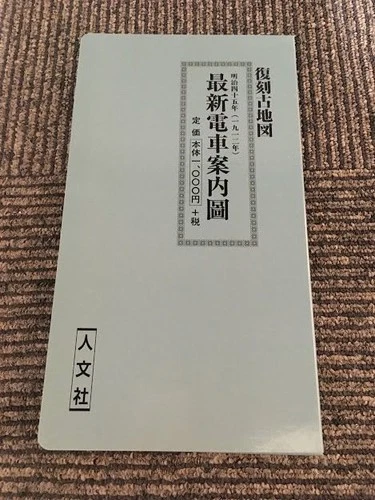 復刻古地図
明治四十五年(一九一二年)
最新電車案内圖
定価[本体一、〇〇〇円]+税
人文社